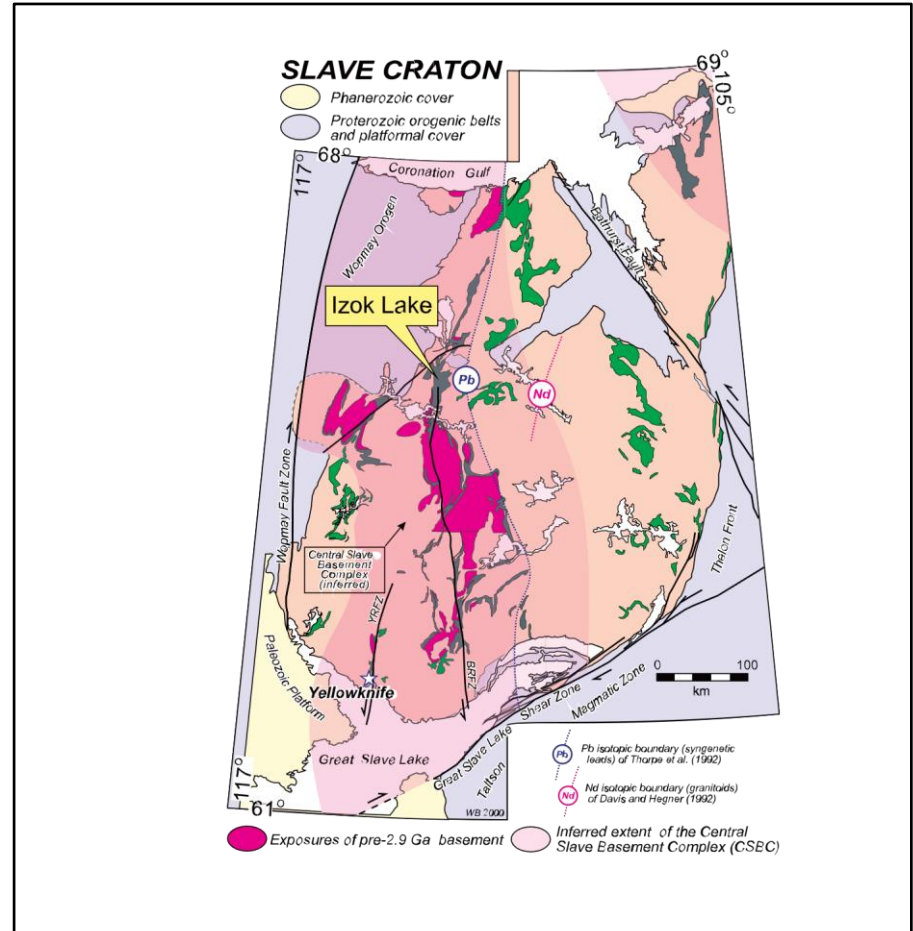 SLAVE CRATON
Phanerozoic cover
Proterozoic orogenic belts
and platformal cover
69°
105°
68°
117°
Coronation Gulf
Wopmay Orogen
Bathurst Fault
Izok Lake
Pb
Nd
Wopmay Fault Zone
Central Slave
Basement
Complex
(inferred)
YRFZ
BRFZ
Thelon Front
Paleozoic Platform
Yellowknife
0 100
km
Great Slave Lake
Great Slave Lake Shear Zone
Taltson Magmatic Zone
Pb Pb isotopic boundary (syngenetic
leads) of Thorpe et al. (1992)
Nd Nd isotopic boundary (granitoids)
of Davis and Hegner (1992)
117°
61°
WB 2000
Exposures of pre-2.9 Ga basement
Inferred extent of the Central
Slave Basement Complex (CSBC)